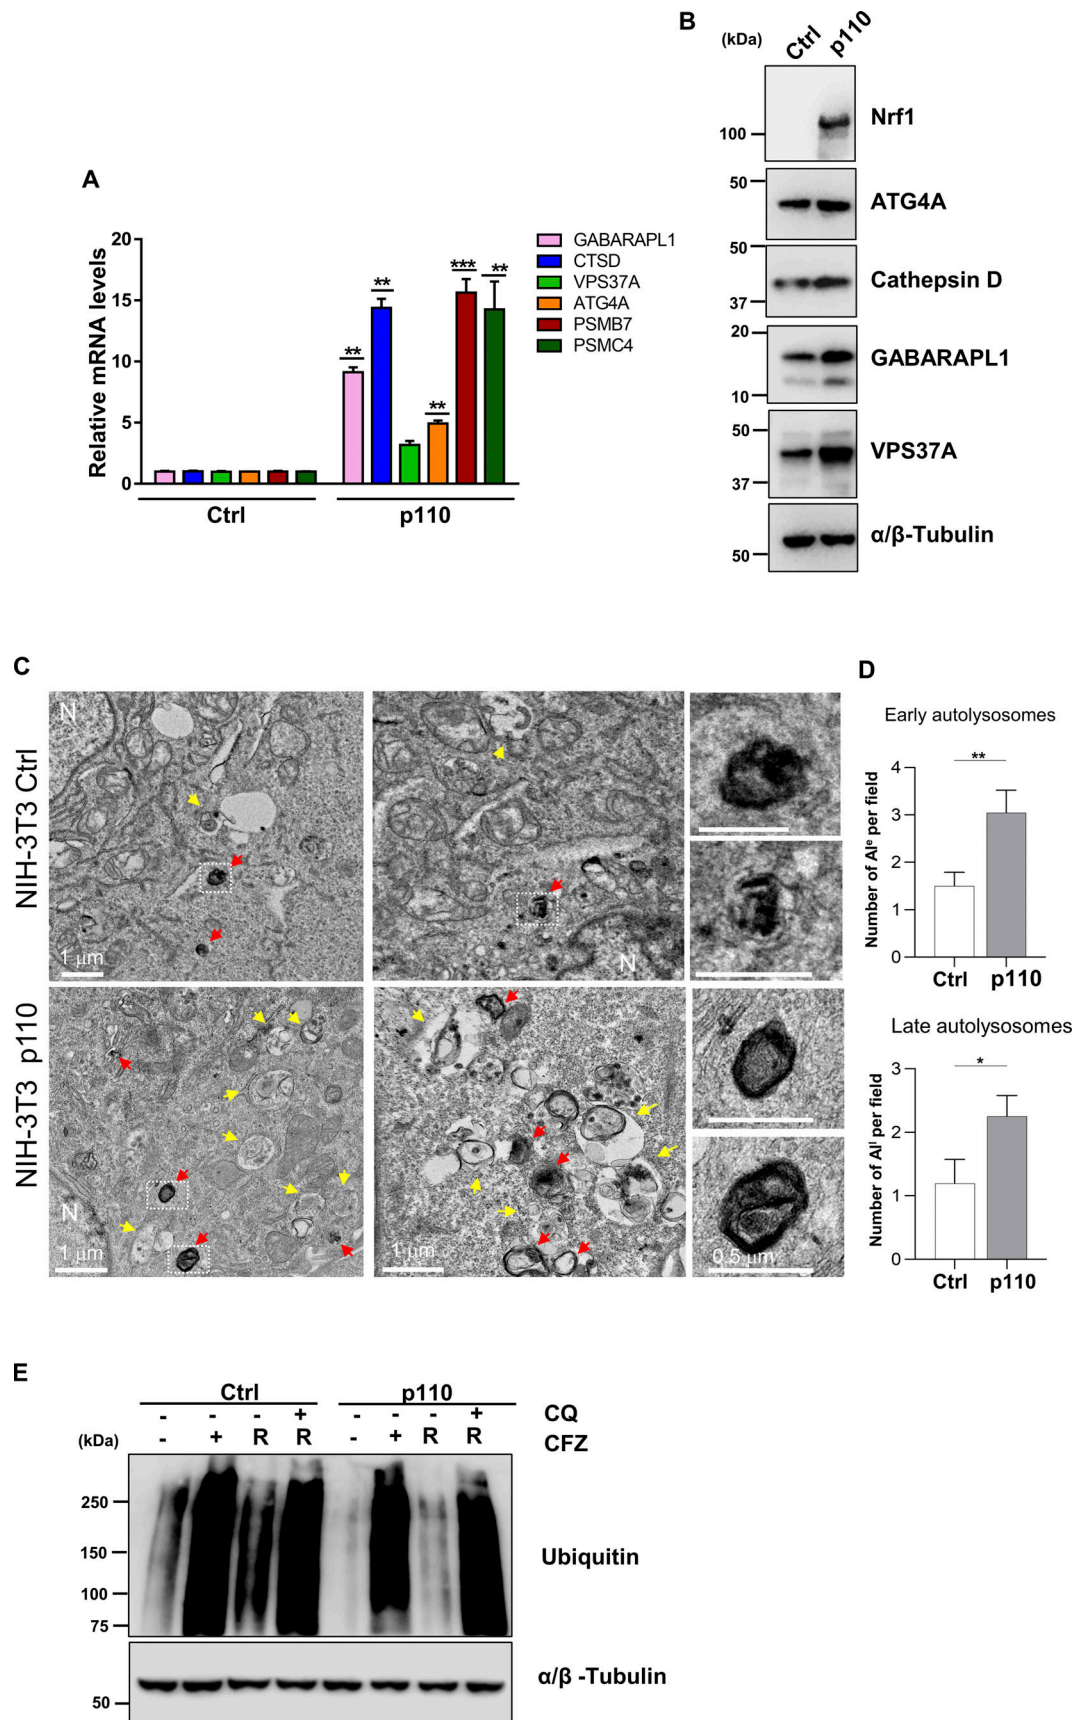 B
(kDa)
Ctrl
p110
Nrf1
100
50
ATG4A
50
Cathepsin D
37
20
GABARAPL1
10
50
VPS37A
37
α/β-Tubulin
50
A
Relative mRNA levels
20
15
10
5
0
** ** ** *** **
Ctrl
p110
GABARAPL1
CTSD
VPS37A
ATG4A
PSMB7
PSMC4
C
NIH-3T3 Ctrl
N
1 μm
N
NIH-3T3 p110
N
1 μm
1 μm
0.5 μm
D
Early autolysosomes
Number of Alᵉ per field
4
3
2
1
0
**
Ctrl p110
Late autolysosomes
Number of Alˡ per field
3
2
1
0
*
Ctrl p110
E
Ctrl p110
- - - + - - - + CQ
- + R R - + R R CFZ
(kDa)
250
150
100
75
Ubiquitin
α/β -Tubulin
50